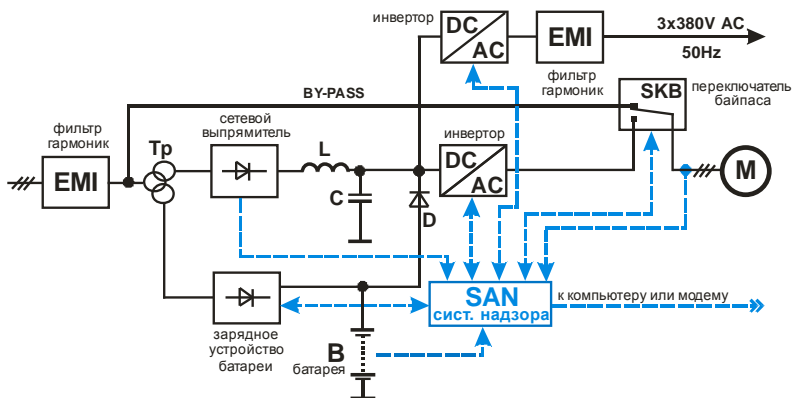 инвертор
DC
AC
EMI
3x380V AC
50Hz
фильтр
гармоник
SKB
переключатель
байпаса
BY-PASS
фильтр
гармоник
EMI
Тр
сетевой
выпрямитель
L
C
D
инвертор
DC
AC
M
SAN
сист. надзора
к компьютеру или модему
зарядное
устройство
батареи
B
батарея